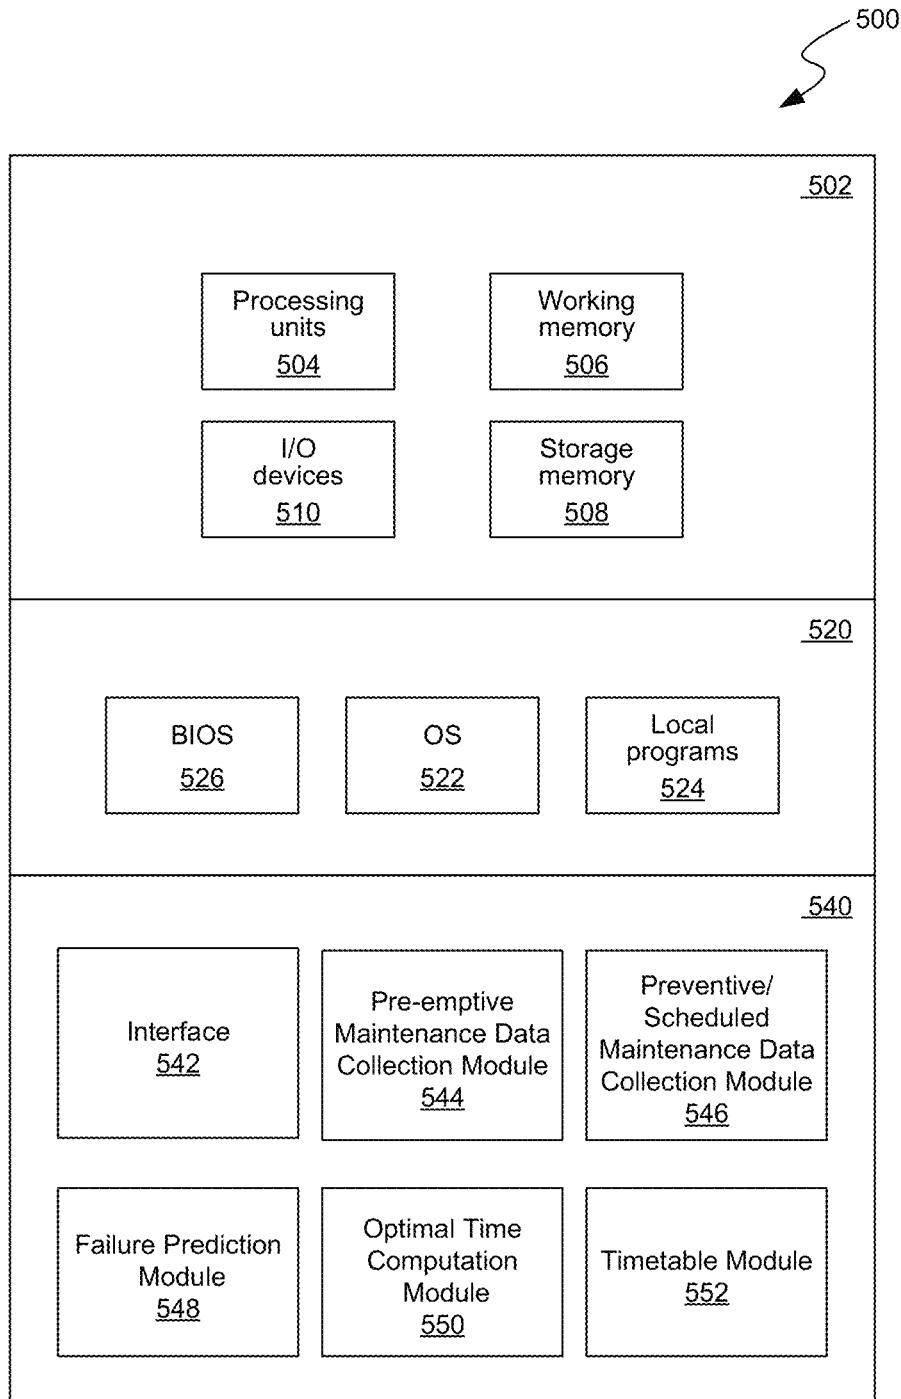 500
502
Processing
units
504
Working
memory
506
I/O
devices
510
Storage
memory
508
520
BIOS
526
OS
522
Local
programs
524
540
Interface
542
Pre-emptive
Maintenance Data
Collection Module
544
Preventive/
Scheduled
Maintenance Data
Collection Module
546
Failure Prediction
Module
548
Optimal Time
Computation
Module
550
Timetable Module
552